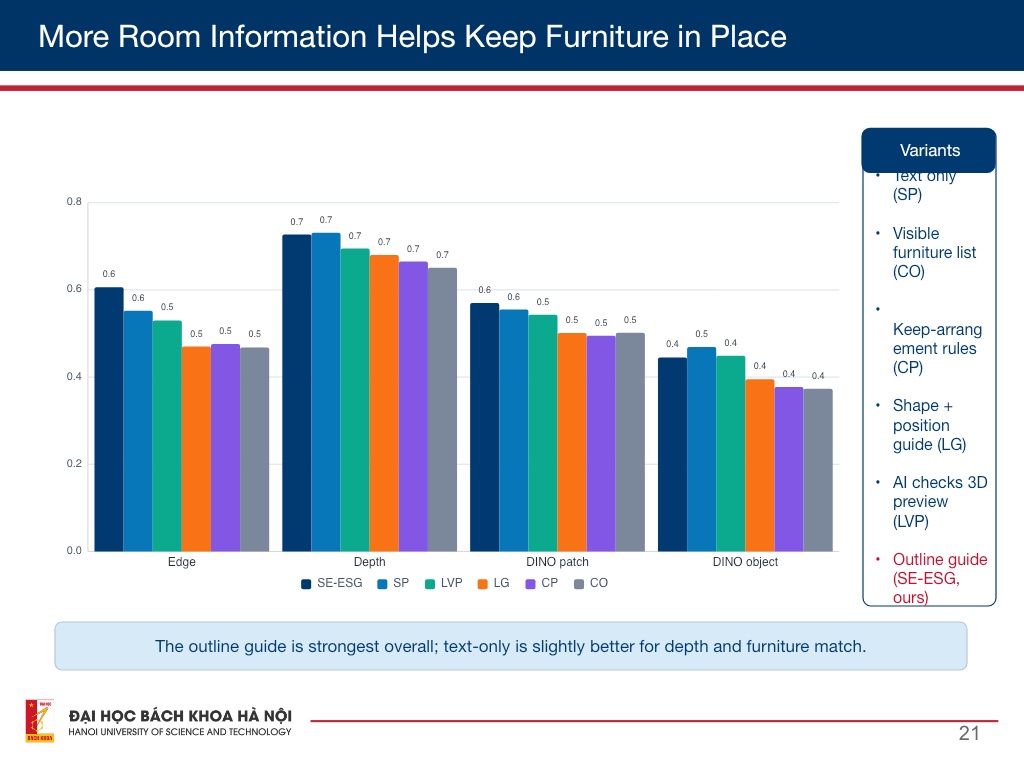 More Room Information Helps Keep Furniture in Place
Variants
• Text only
(SP)
• Visible
furniture list
(CO)
•
Keep-arrang
ement rules
(CP)
• Shape +
position
guide (LG)
• AI checks 3D
preview
(LVP)
• Outline guide
(SE-ESG,
ours)
0.8
0.6
0.4
0.2
0.0
0.6 0.6 0.5 0.5 0.5 0.5
0.7 0.7 0.7 0.7 0.7 0.7
0.6 0.6 0.5 0.5 0.5 0.5
0.4 0.5 0.4 0.4 0.4 0.4
Edge Depth DINO patch DINO object
SE-ESG SP LVP LG CP CO
The outline guide is strongest overall; text-only is slightly better for depth and furniture match.
ĐẠI HỌC BÁCH KHOA HÀ NỘI
HANOI UNIVERSITY OF SCIENCE AND TECHNOLOGY
BÁCH KHOA
21